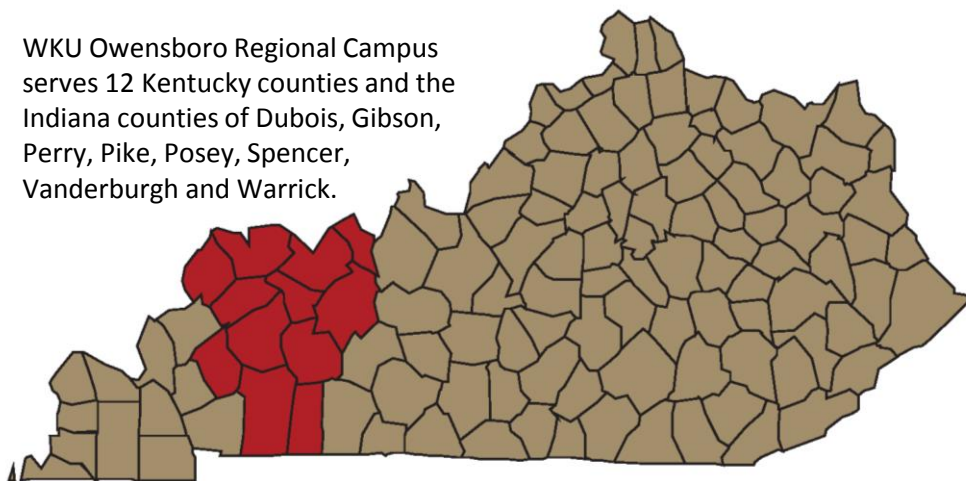 WKU Owensboro Regional Campus
serves 12 Kentucky counties and the
Indiana counties of Dubois, Gibson,
Perry, Pike, Posey, Spencer,
Vanderburgh and Warrick.